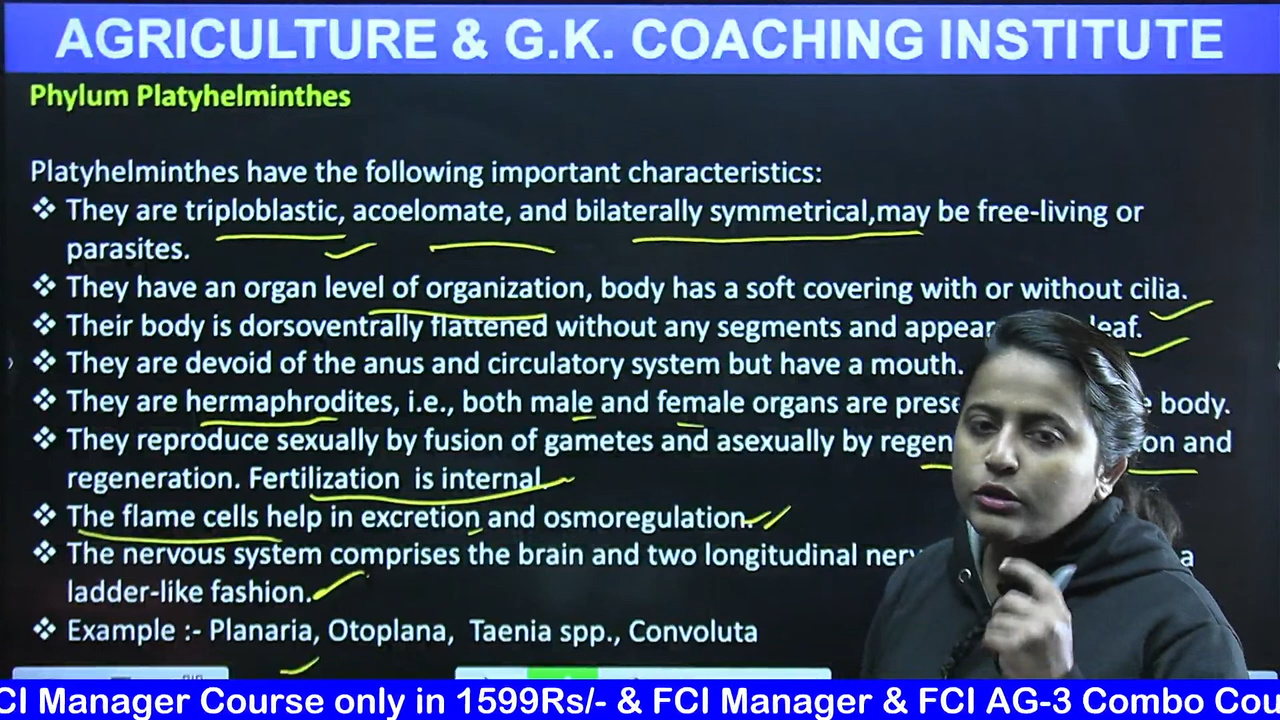 AGRICULTURE & G.K. COACHING INSTITUTE
Phylum Platyhelminthes
Platyhelminthes have the following important characteristics:
❖ They are triploblastic, acoelomate, and bilaterally symmetrical,may be free-living or
parasites.
❖ They have an organ level of organization, body has a soft covering with or without cilia.
❖ Their body is dorsoventrally flattened without any segments and appear leaf.
❖ They are devoid of the anus and circulatory system but have a mouth.
❖ They are hermaphrodites, i.e., both male and female organs are prese body.
❖ They reproduce sexually by fusion of gametes and asexually by regen on and
regeneration. Fertilization is internal.
❖ The flame cells help in excretion and osmoregulation.
❖ The nervous system comprises the brain and two longitudinal nerv a
ladder-like fashion.
❖ Example :- Planaria, Otoplana, Taenia spp., Convoluta
CI Manager Course only in 1599Rs/- & FCI Manager & FCI AG-3 Combo Cou